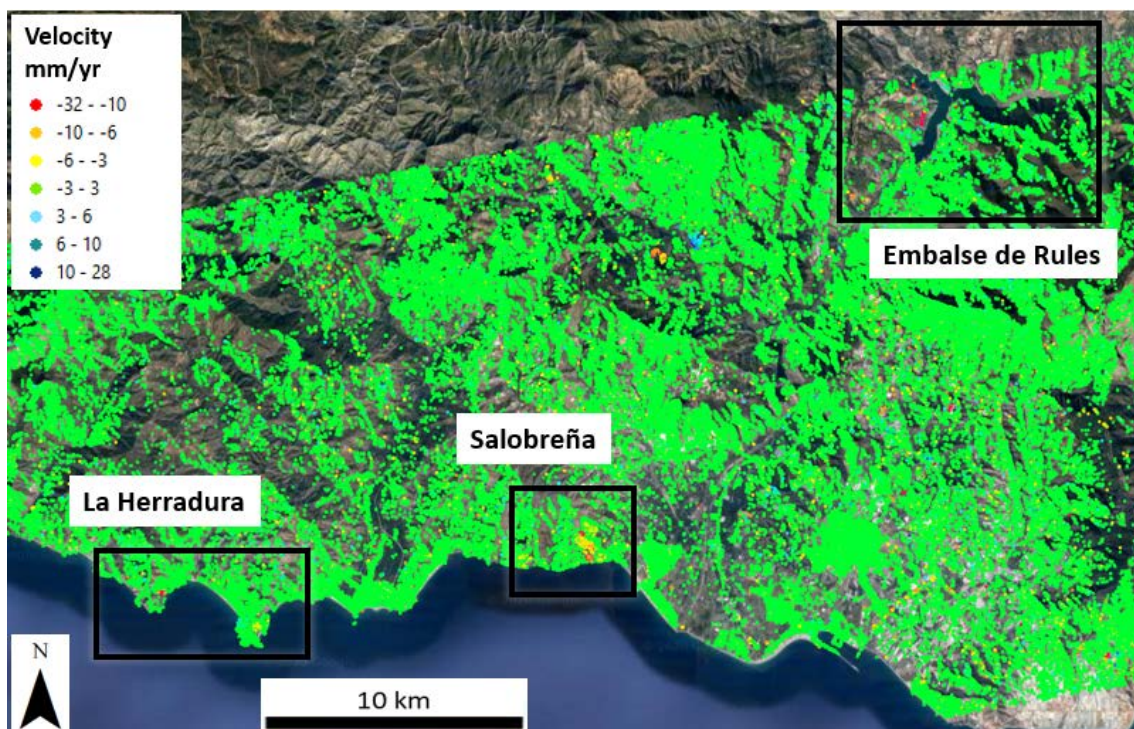 Velocity
mm/yr
-32 - -10
-10 - -6
-6 - -3
-3 - 3
3 - 6
6 - 10
10 - 28
Embalse de Rules
Salobreña
La Herradura
N
10 km